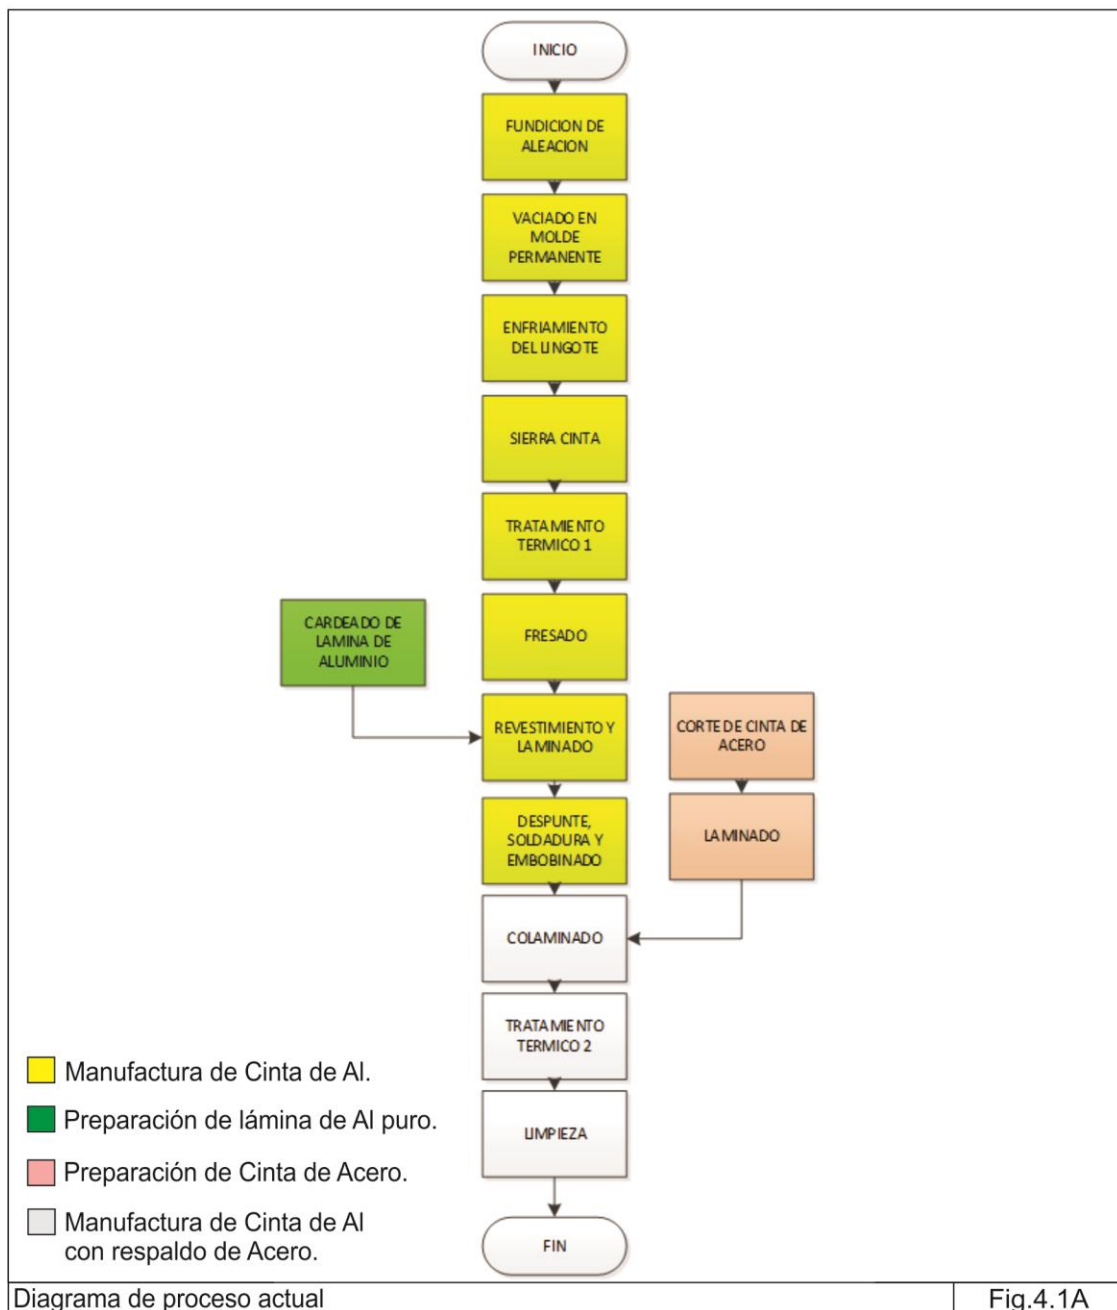 INICIO
FUNDICION DE
ALEACION
VACIADO EN
MOLDE
PERMANENTE
ENFRIAMIENTO
DEL LINGOTE
SIERRA CINTA
TRATAMIENTO
TERMICO 1
FRESADO
CARDEADO DE
LAMINA DE
ALUMINIO
REVESTIMIENTO Y
LAMINADO
CORTE DE CINTA DE
ACERO
LAMINADO
DESPUNTE,
SOLDADURA Y
EMBOBINADO
COLAMINADO
TRATAMIENTO
TERMICO 2
LIMPIEZA
FIN
Manufactura de Cinta de Al.
Preparación de lámina de Al puro.
Preparación de Cinta de Acero.
Manufactura de Cinta de Al
con respaldo de Acero.
Diagrama de proceso actual
Fig.4.1A